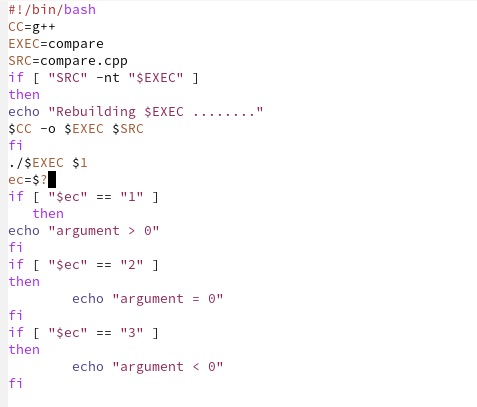 #!/bin/bash
CC=g++
EXEC=compare
SRC=compare.cpp
if [ "SRC" -nt "$EXEC" ]
then
echo "Rebuilding $EXEC ........"
$CC -o $EXEC $SRC
fi
./$EXEC $1
ec=$?
if [ "$ec" == "1" ]
   then
echo "argument > 0"
fi
if [ "$ec" == "2" ]
then
        echo "argument = 0"
fi
if [ "$ec" == "3" ]
then
        echo "argument < 0"
fi